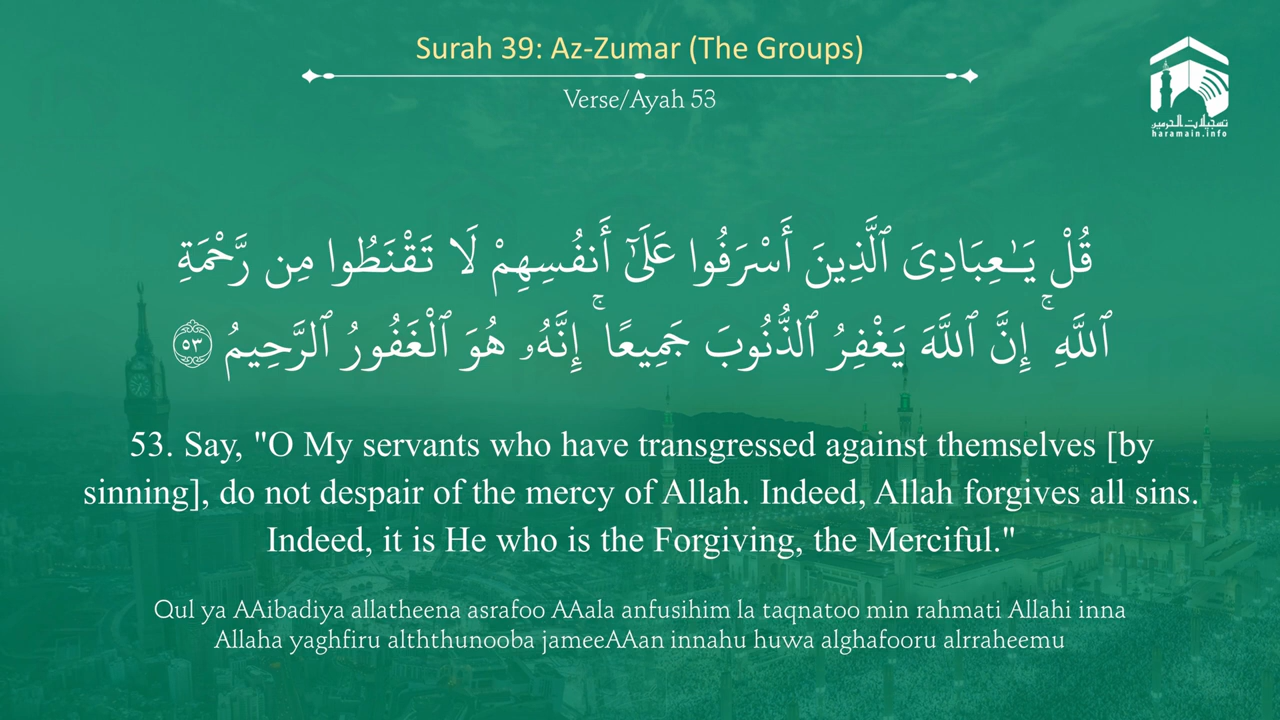 Surah 39: Az-Zumar (The Groups)
Verse/Ayah 53
تسجيلات الحرمين
haramain.info
قُلْ يَـٰعِبَادِىَ ٱلَّذِينَ أَسْرَفُوا عَلَىٰٓ أَنفُسِهِمْ لَا تَقْنَطُوا مِن رَّحْمَةِ
ٱللَّهِ ۚ إِنَّ ٱللَّهَ يَغْفِرُ ٱلذُّنُوبَ جَمِيعًا ۚ إِنَّهُۥ هُوَ ٱلْغَفُورُ ٱلرَّحِيمُ ٥٣
53. Say, "O My servants who have transgressed against themselves [by
sinning], do not despair of the mercy of Allah. Indeed, Allah forgives all sins.
Indeed, it is He who is the Forgiving, the Merciful."
Qul ya AAibadiya allatheena asrafoo AAala anfusihim la taqnatoo min rahmati Allahi inna
Allaha yaghfiru alththunooba jameeAAan innahu huwa alghafooru alrraheemu